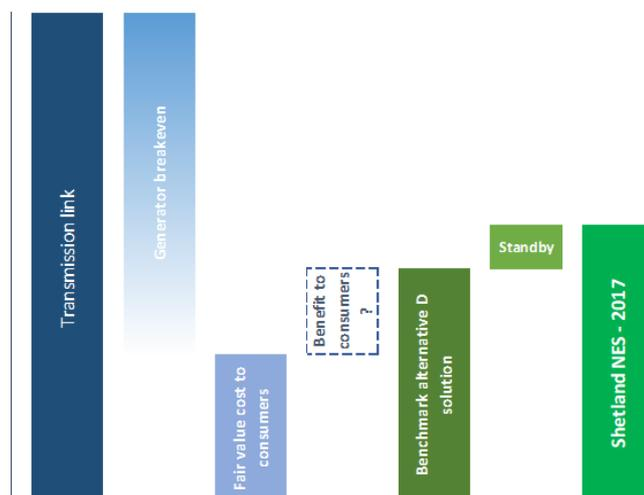 Transmission link
Generator breakeven
Fair value cost to
consumers
Benefit to
consumers
?
Benchmark alternative D
solution
Standby
Shetland NES - 2017